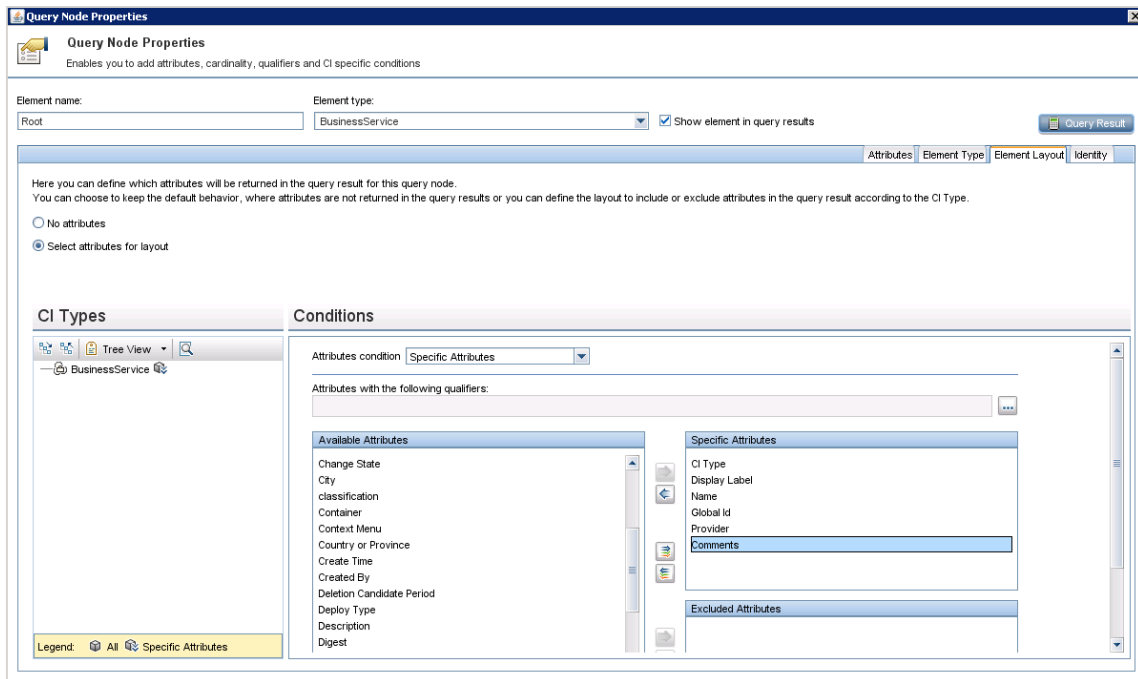 Query Node Properties
Query Node Properties
Enables you to add attributes, cardinality, qualifiers and CI specific conditions
Element name:
Element type:
Root
BusinessService
Show element in query results
Query Result
Attributes Element Type Element Layout Identity
Here you can define which attributes will be returned in the query result for this query node.
You can choose to keep the default behavior, where attributes are not returned in the query results or you can define the layout to include or exclude attributes in the query result according to the CI Type.
No attributes
Select attributes for layout
CI Types
Conditions
Tree View
BusinessService
Legend: All Specific Attributes
Attributes condition Specific Attributes
Attributes with the following qualifiers:
...
Available Attributes
Change State
City
classification
Container
Context Menu
Country or Province
Create Time
Created By
Deletion Candidate Period
Deploy Type
Description
Digest
Specific Attributes
CI Type
Display Label
Name
Global Id
Provider
Comments
Excluded Attributes